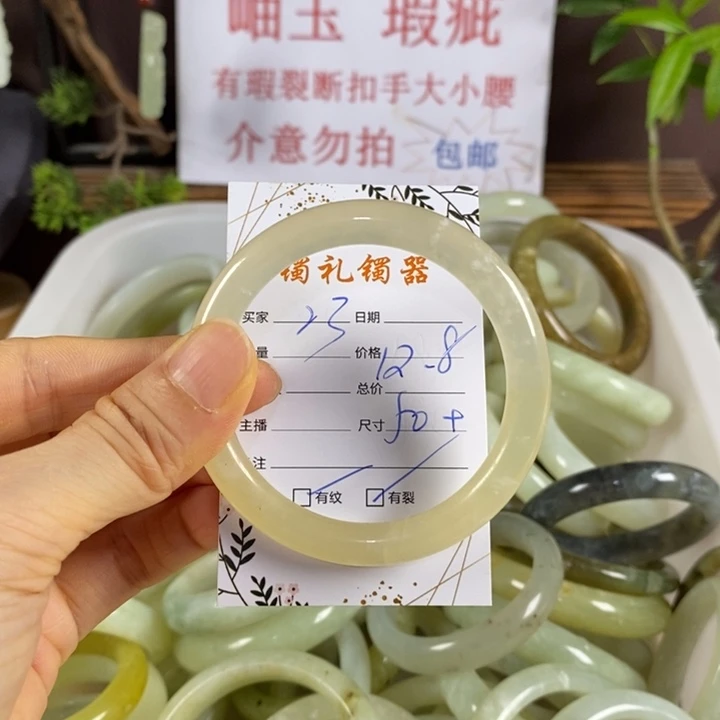 岫玉 瑕疵
有瑕裂断扣手大小腰
介意勿拍 包邮
镯礼镯器
买家 23 日期
量 价格 12-8
总价
主播 尺寸 50+
注
有纹 有裂